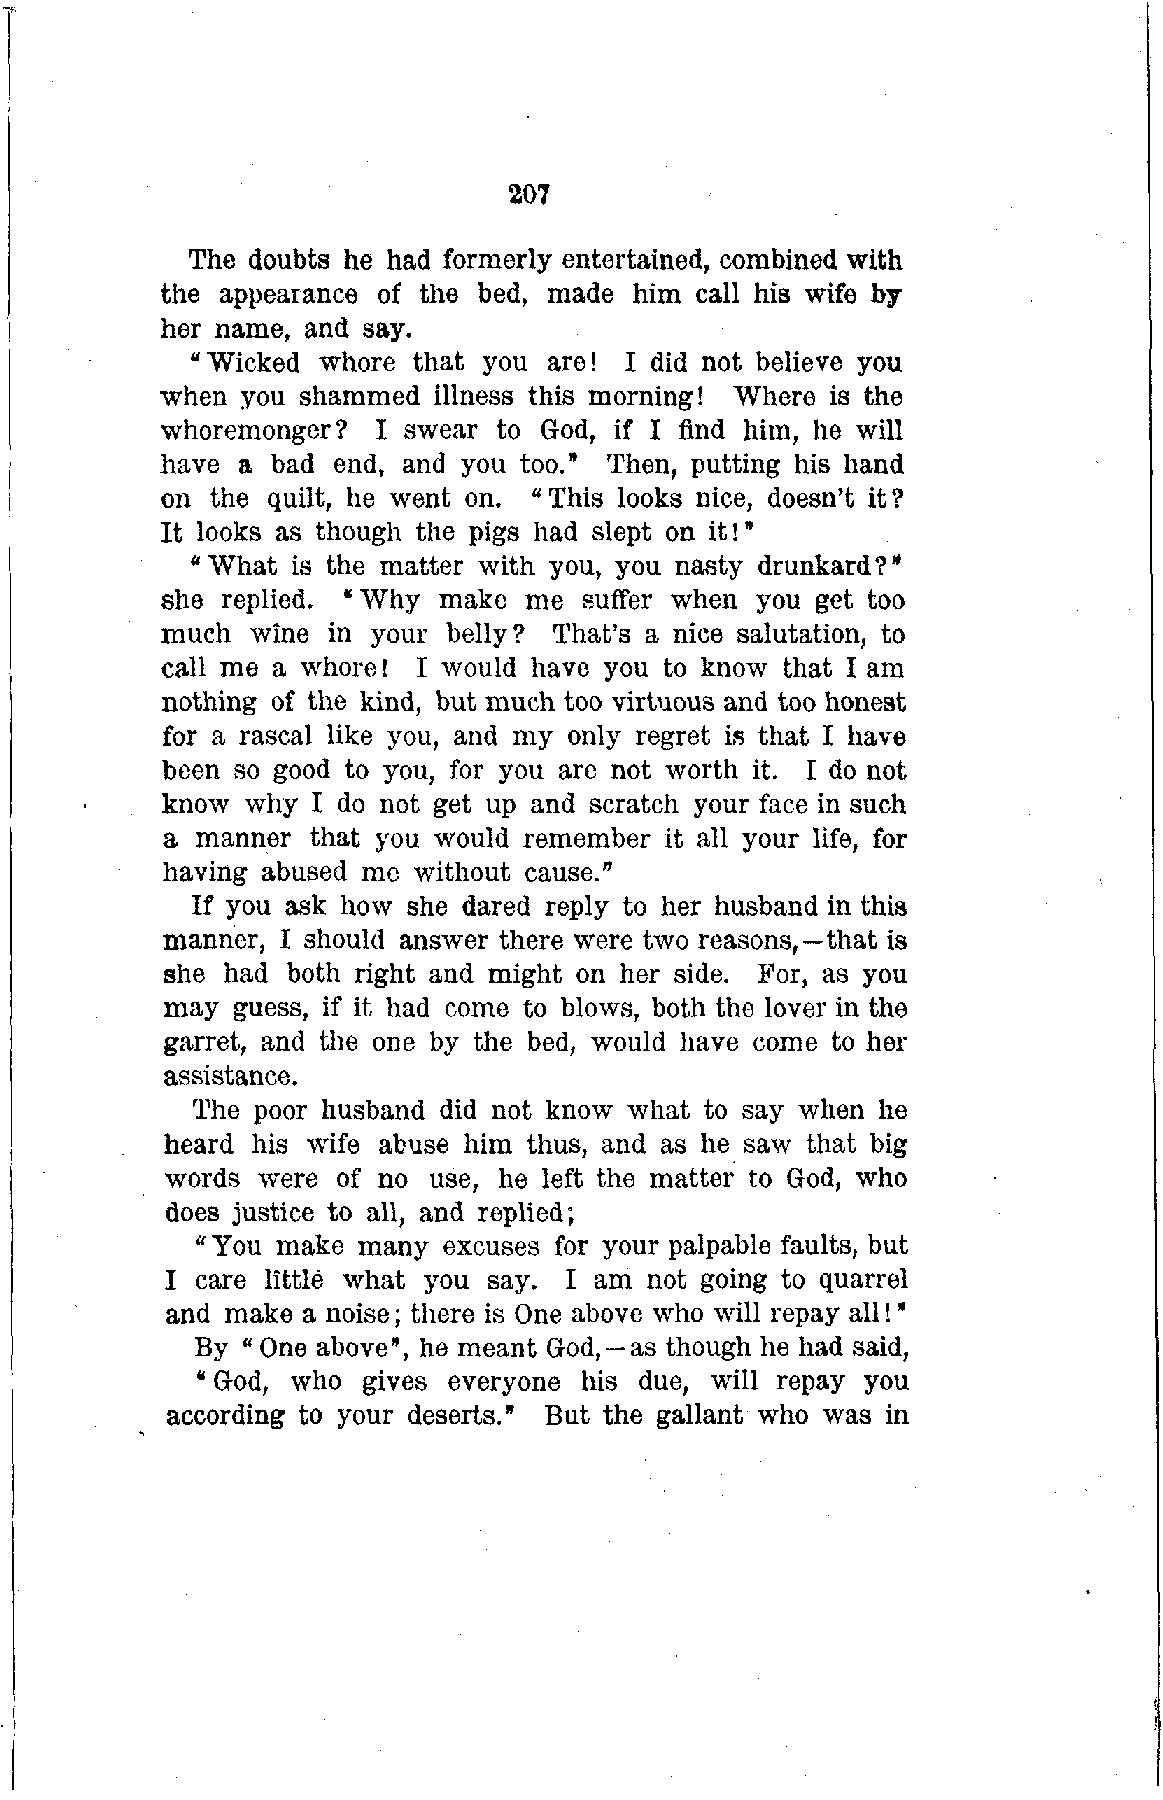 207
The doubts he had formerly entertained, combined with
the appearance of the bed, made him call his wife by
her name, and say.
"Wicked whore that you are! I did not believe you
when you shammed illness this morning! Where is the
whoremonger? I swear to God, if I find him, he will
have a bad end, and you too." Then, putting his hand
on the quilt, he went on. "This looks nice, doesn't it?
It looks as though the pigs had slept on it!"
"What is the matter with you, you nasty drunkard?"
she replied. "Why make me suffer when you get too
much wine in your belly? That's a nice salutation, to
call me a whore! I would have you to know that I am
nothing of the kind, but much too virtuous and too honest
for a rascal like you, and my only regret is that I have
been so good to you, for you are not worth it. I do not
know why I do not get up and scratch your face in such
a manner that you would remember it all your life, for
having abused me without cause."
If you ask how she dared reply to her husband in this
manner, I should answer there were two reasons,—that is
she had both right and might on her side. For, as you
may guess, if it had come to blows, both the lover in the
garret, and the one by the bed, would have come to her
assistance.
The poor husband did not know what to say when he
heard his wife abuse him thus, and as he saw that big
words were of no use, he left the matter to God, who
does justice to all, and replied;
"You make many excuses for your palpable faults, but
I care little what you say. I am not going to quarrel
and make a noise; there is One above who will repay all!"
By "One above", he meant God,—as though he had said,
"God, who gives everyone his due, will repay you
according to your deserts." But the gallant who was in